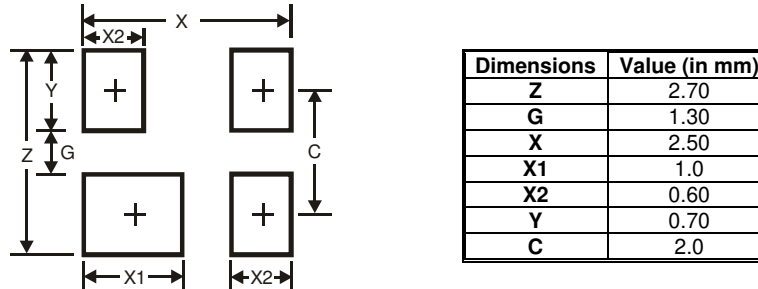 X
X2
Y
Z
G
C
X1
X2
Dimensions Value (in mm)
Z 2.70
G 1.30
X 2.50
X1 1.0
X2 0.60
Y 0.70
C 2.0